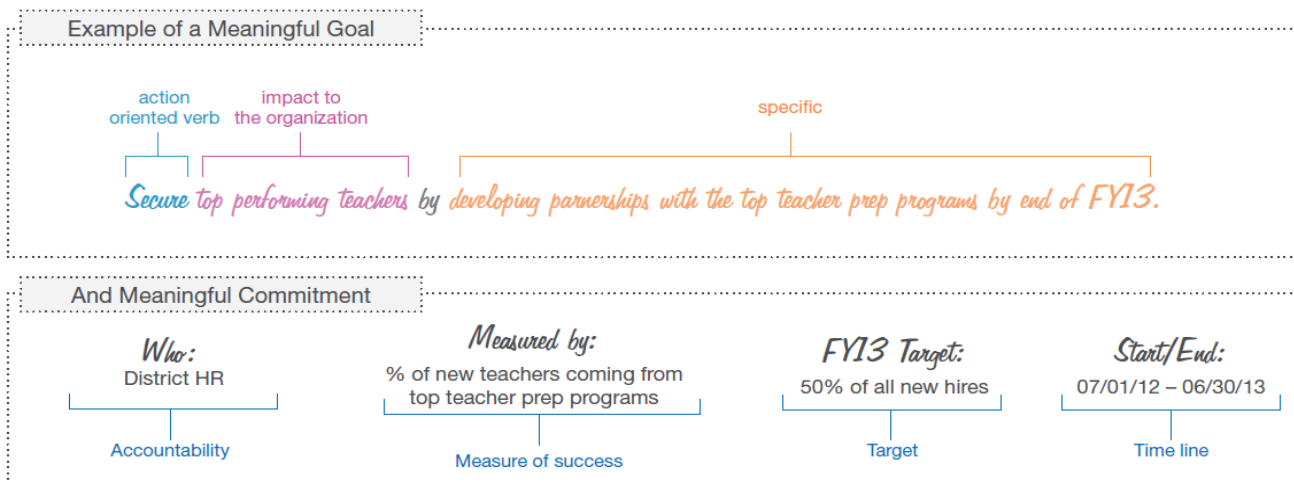 Example of a Meaningful Goal
action
oriented verb
impact to
the organization
specific
Secure top performing teachers by developing parnerships with the top teacher prep programs by end of FY13.
And Meaningful Commitment
Who:
District HR
Accountability
Measured by:
% of new teachers coming from
top teacher prep programs
Measure of success
FY13 Target:
50% of all new hires
Target
Start/End:
07/01/12 – 06/30/13
Time line